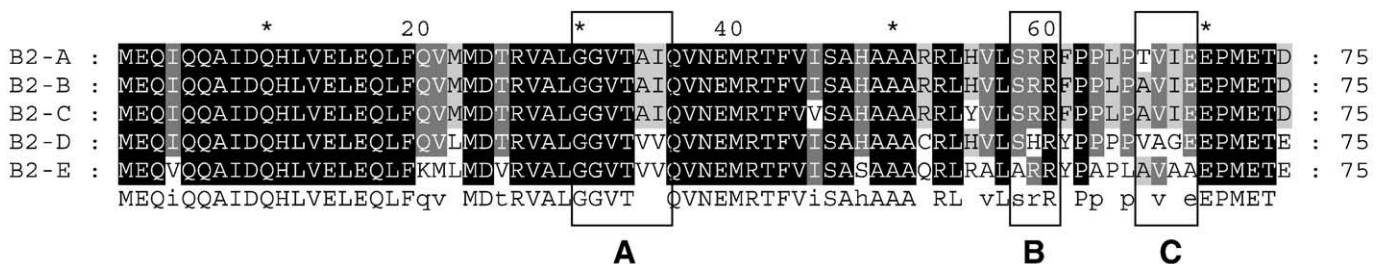 * 20 * 40 * 60 *
B2-A : MEQIQQAIDQHLVELEQLFQVMMDTRVALGGVTAIQVNEMRTFVISAHAAARRLHVLSRRFPPLPTVIEEPMETD : 75
B2-B : MEQIQQAIDQHLVELEQLFQVMMDTRVALGGVTAIQVNEMRTFVISAHAAARRLHVLSRRFPPLPAVIEEPMETD : 75
B2-C : MEQIQQAIDQHLVELEQLFQVMMDTRVALGGVTAIQVNEMRTFVVSAHAAARRLYVLSRRFPPLPAVIEEPMETD : 75
B2-D : MEQIQQAIDQHLVELEQLFQVLMDTRVALGGVTVVQVNEMRTFVISAHAAACRLHVLSHRYPPPPVAGEEPMETE : 75
B2-E : MEQVQQAIDQHLVELEQLFKMLMDVRVALGGVTVVQVNEMRTFVISASAAAQRLRALARRYPAPLAVAAEPMETE : 75
MEQiQQAIDQHLVELEQLFqv MDtRVALGGVT  QVNEMRTFViSAhAAA RL vLsrR Pp p v eEPMET
A B C